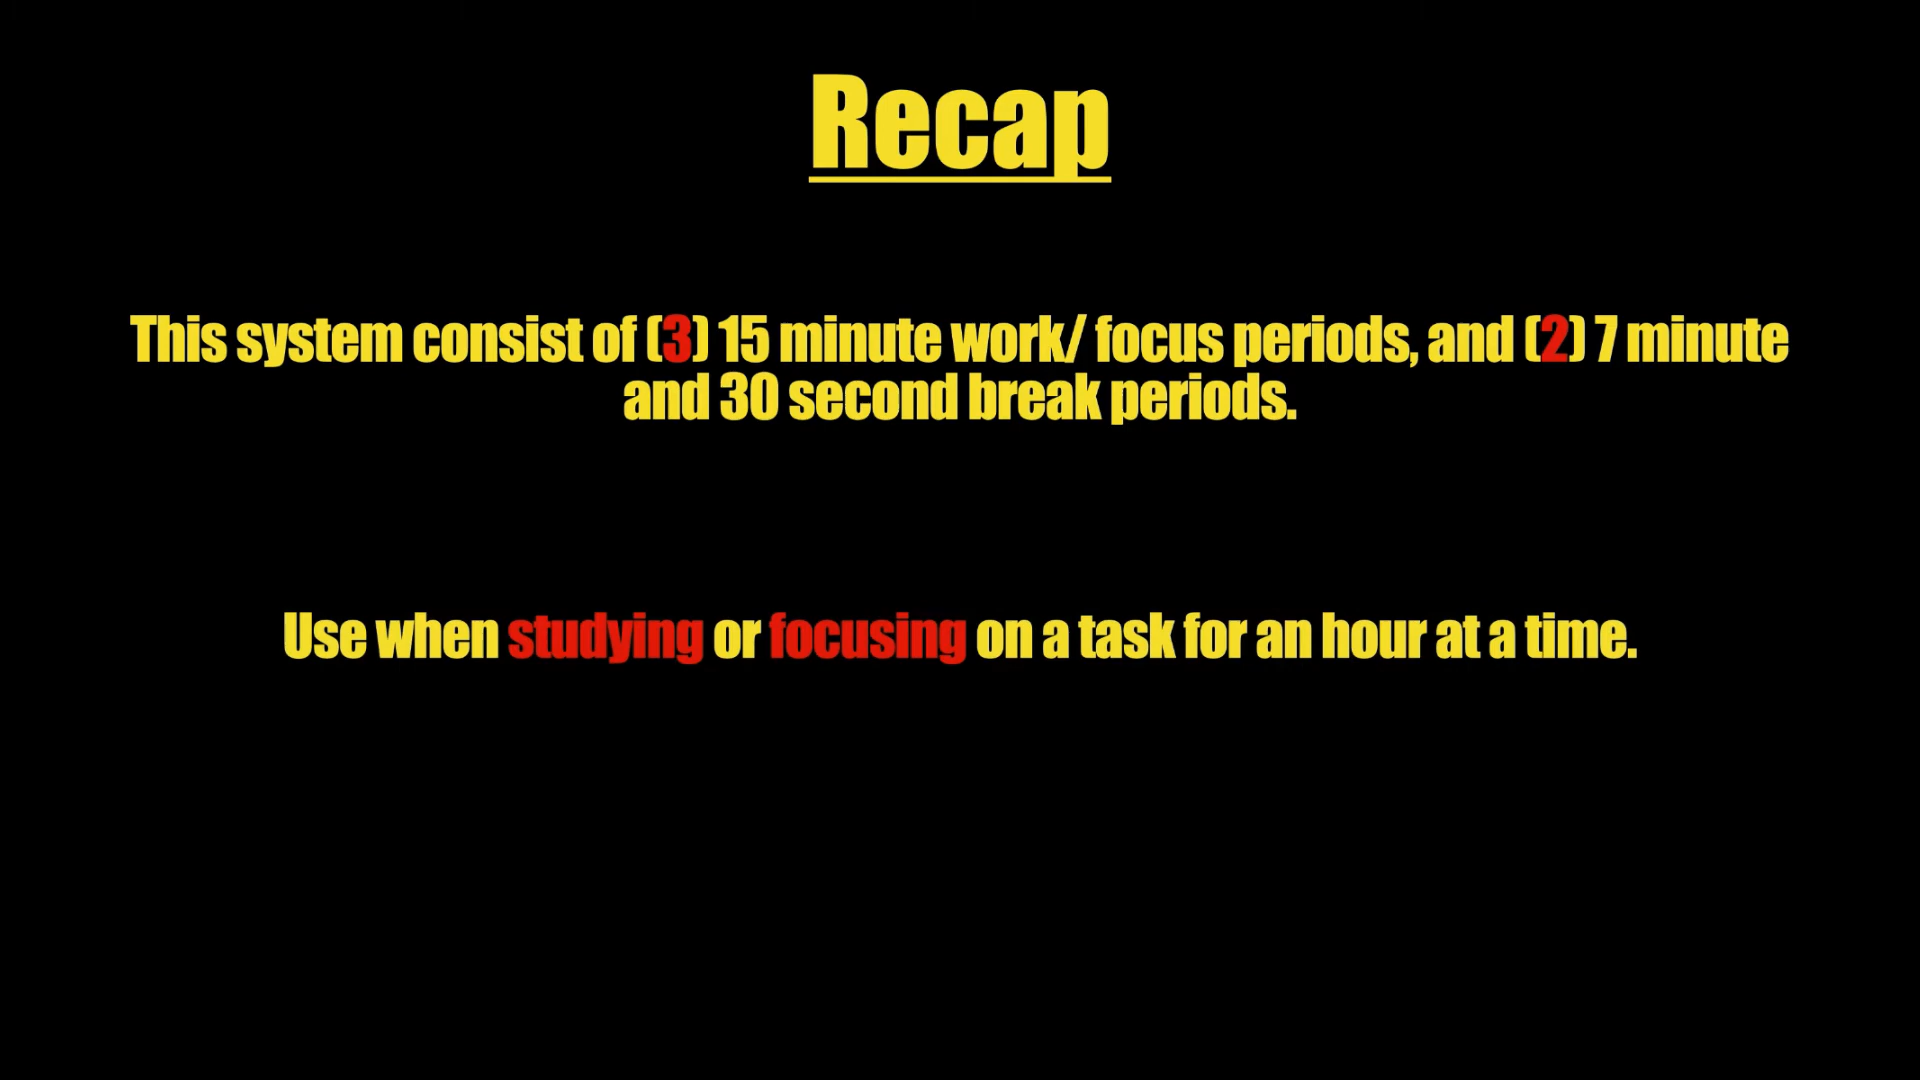 Recap
This system consist of (3) 15 minute work/ focus periods, and (2) 7 minute
and 30 second break periods.
Use when studying or focusing on a task for an hour at a time.